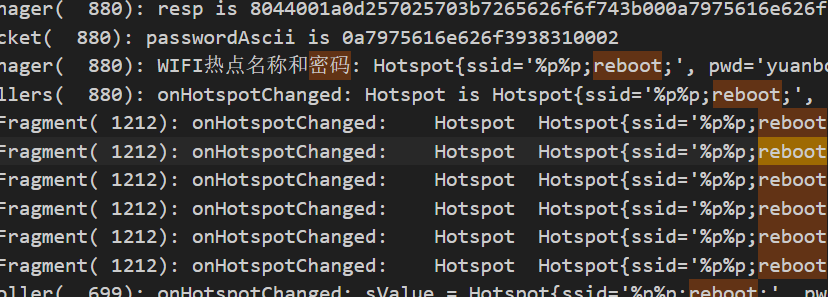 nager(  880): resp is 8044001a0d257025703b7265626f6f743b000a7975616e626f
cket(  880): passwordAscii is 0a7975616e626f3938310002
nager(  880): WIFI热点名称和密码: Hotspot{ssid='%p%p;reboot;', pwd='yuanbo
llers(  880): onHotspotChanged: Hotspot is Hotspot{ssid='%p%p;reboot;',
Fragment( 1212): onHotspotChanged:    Hotspot  Hotspot{ssid='%p%p;reboot
Fragment( 1212): onHotspotChanged:    Hotspot  Hotspot{ssid='%p%p;reboot
Fragment( 1212): onHotspotChanged:    Hotspot  Hotspot{ssid='%p%p;reboot
Fragment( 1212): onHotspotChanged:    Hotspot  Hotspot{ssid='%p%p;reboot
Fragment( 1212): onHotspotChanged:    Hotspot  Hotspot{ssid='%p%p;reboot
Fragment( 1212): onHotspotChanged:    Hotspot  Hotspot{ssid='%p%p;reboot
oller(  699): onHotspotChanged: sValue = Hotspot{ssid='%p%p;reboot;', pw